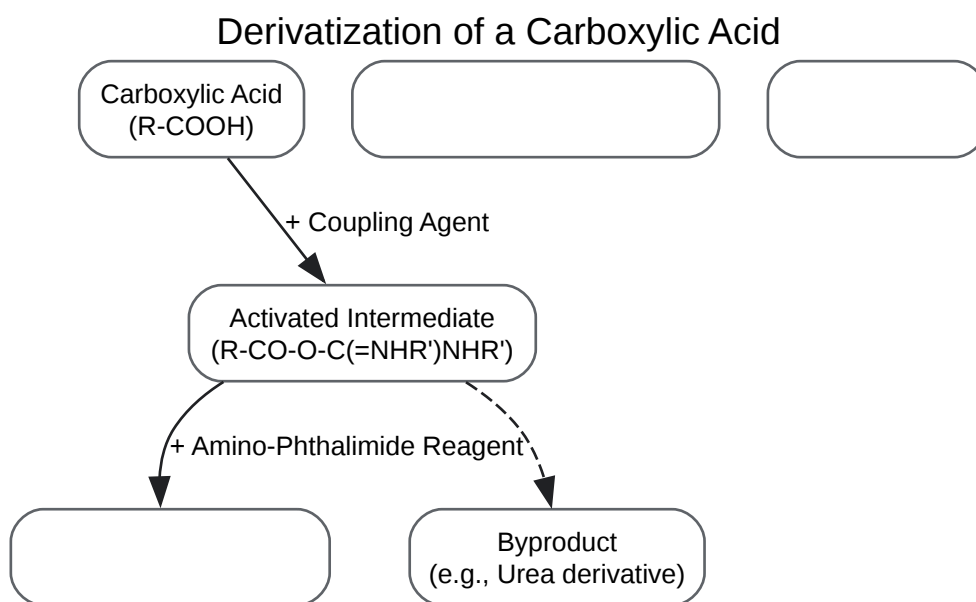 Derivatization of a Carboxylic Acid
Carboxylic Acid
(R-COOH)
+ Coupling Agent
Activated Intermediate
(R-CO-O-C(=NHR')NHR')
+ Amino-Phthalimide Reagent
Byproduct
(e.g., Urea derivative)